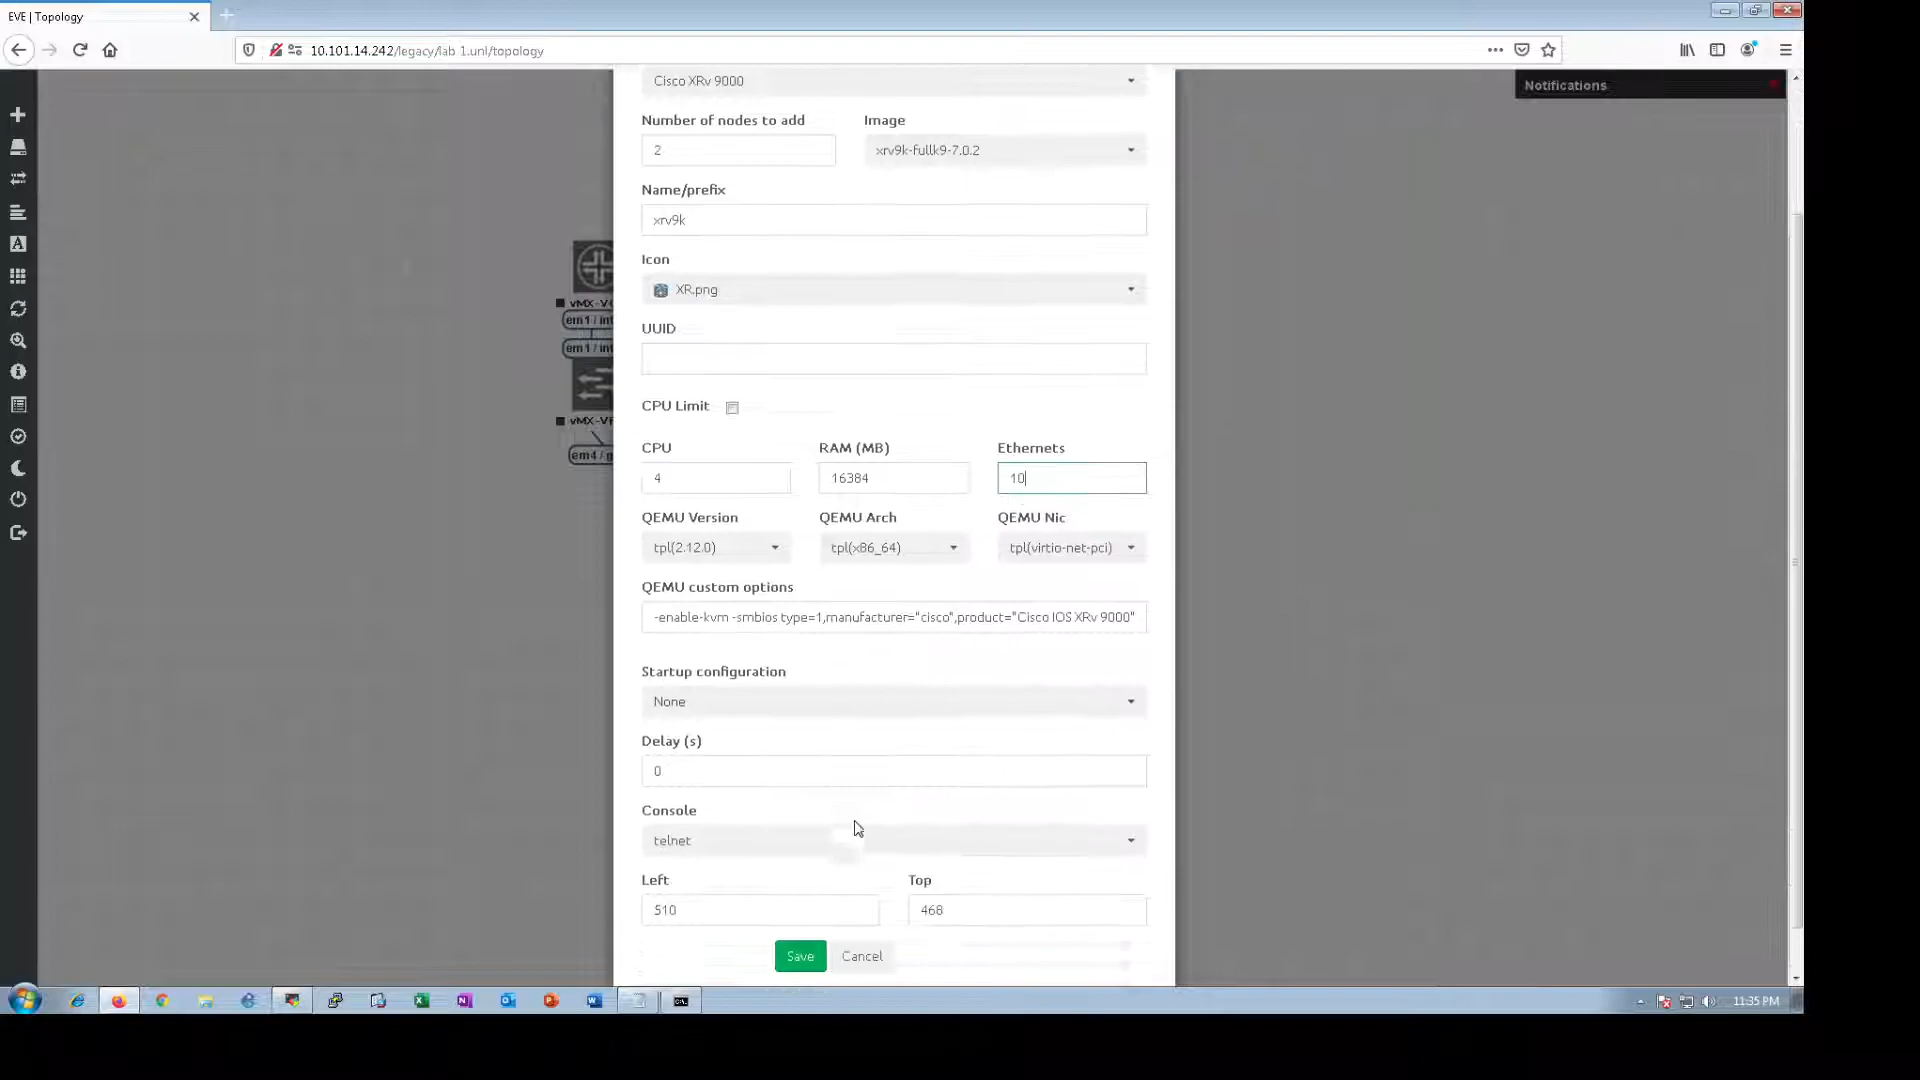 EVE | Topology
10.101.14.242/legacy/lab 1.unl/topology
Notifications
Cisco XRv 9000
Number of nodes to add
Image
2
xrv9k-fullk9-7.0.2
Name/prefix
xrv9k
Icon
XR.png
UUID
em1 / int
em1 / int
CPU Limit
CPU
RAM (MB)
Ethernets
4
16384
10
QEMU Version
QEMU Arch
QEMU Nic
tpl(2.12.0)
tpl(x86_64)
tpl(virtio-net-pci)
QEMU custom options
-enable-kvm -smbios type=1,manufacturer="cisco",product="Cisco IOS XRv 9000"
Startup configuration
None
Delay (s)
0
Console
telnet
Left
Top
510
468
Save
Cancel
11:35 PM